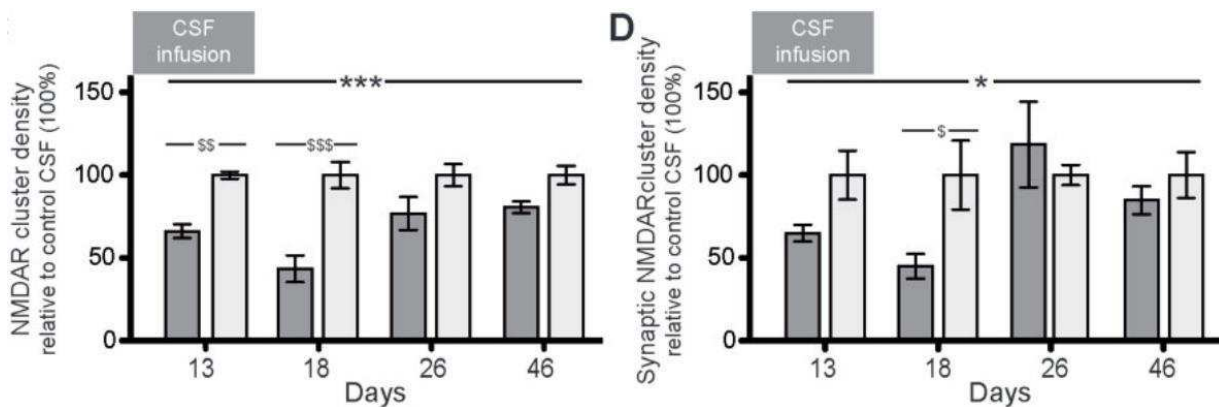 CSF
infusion
***
NMDAR cluster density
relative to control CSF (100%)
150
100
50
0
$$
$$$
13
18
26
46
Days
D
CSF
infusion
*
Synaptic NMDARcluster density
relative to control CSF (100%)
150
100
50
0
$
13
18
26
46
Days